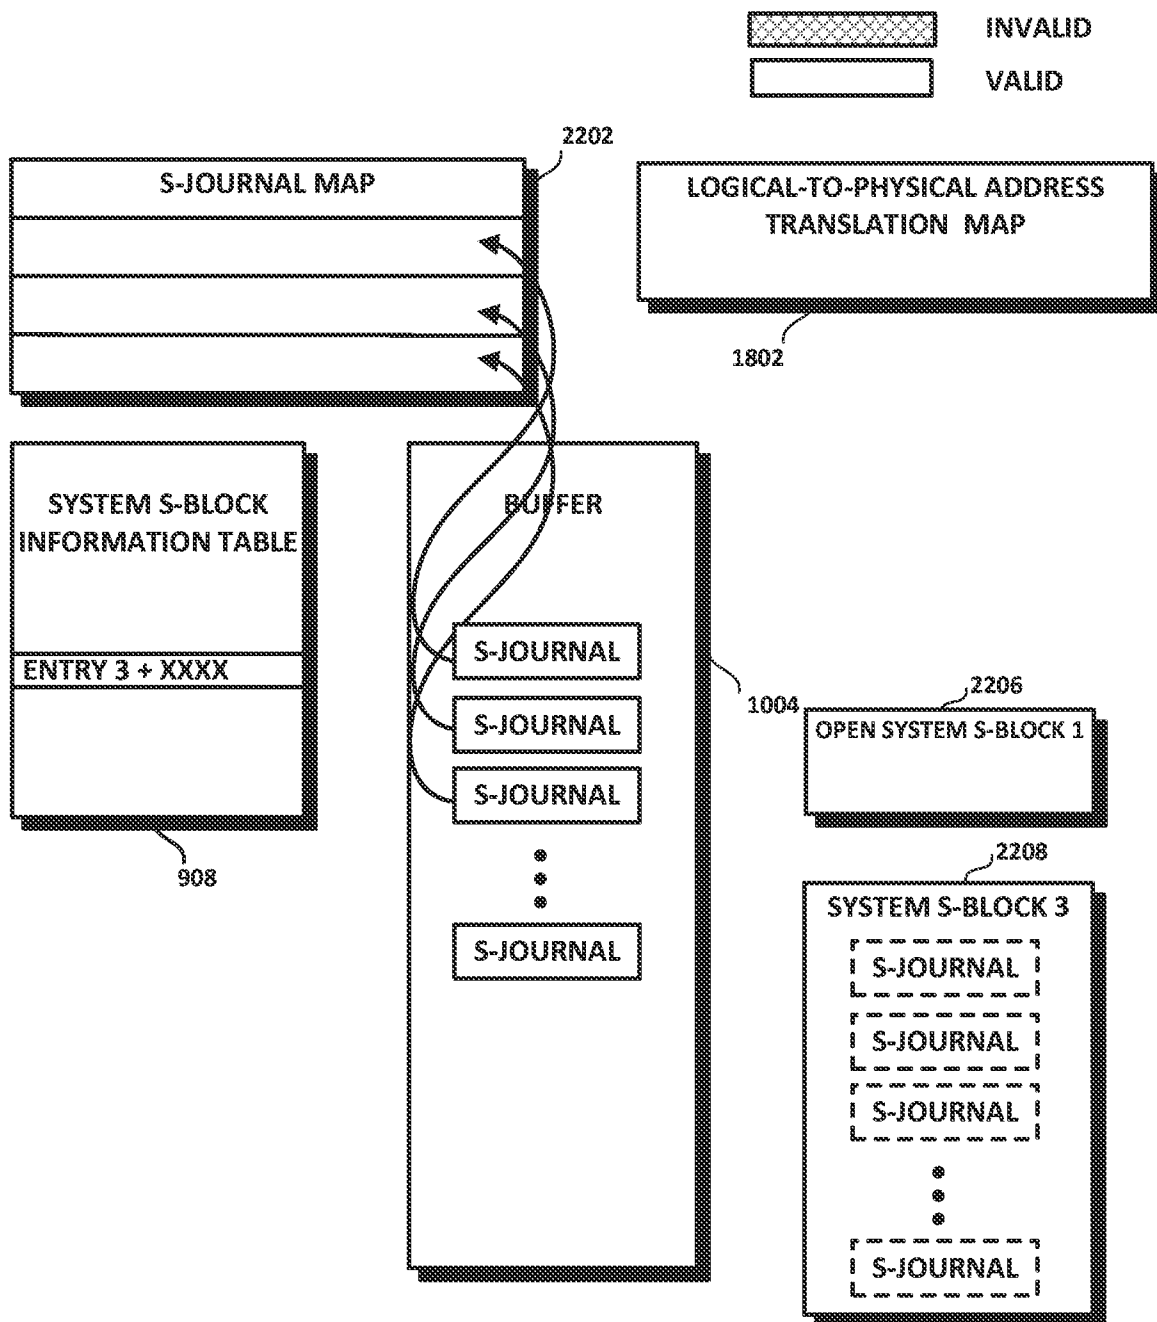 INVALID
VALID
2202
S-JOURNAL MAP
LOGICAL-TO-PHYSICAL ADDRESS
TRANSLATION MAP
1802
SYSTEM S-BLOCK
INFORMATION TABLE
ENTRY 3 + XXXX
908
BUFFER
S-JOURNAL
S-JOURNAL
S-JOURNAL
S-JOURNAL
1004
2206
OPEN SYSTEM S-BLOCK 1
2208
SYSTEM S-BLOCK 3
S-JOURNAL
S-JOURNAL
S-JOURNAL
S-JOURNAL